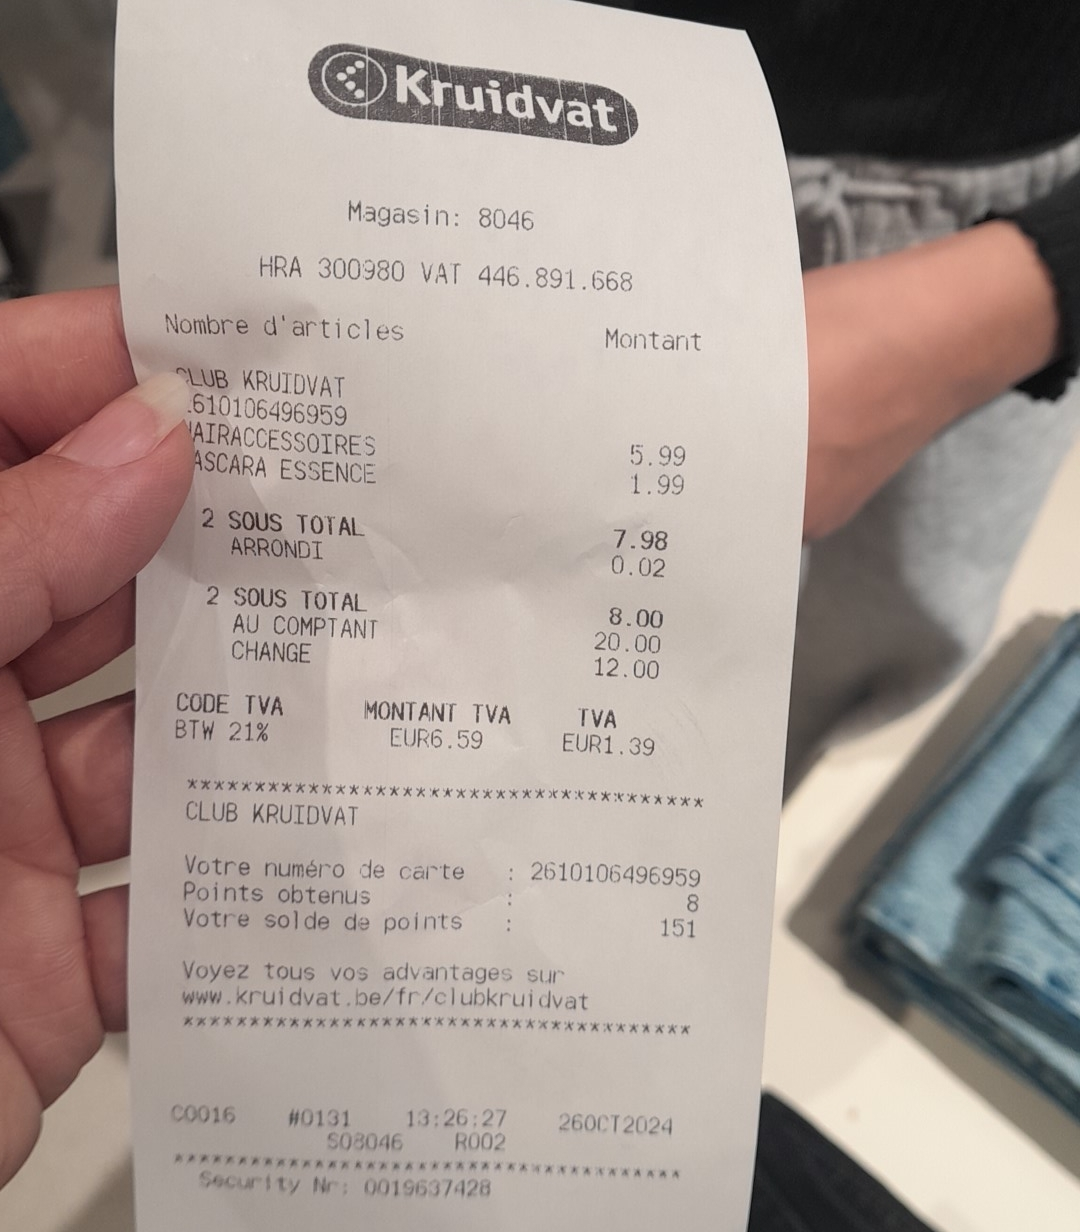 Kruidvat
Magasin: 8046
HRA 300980 VAT 446.891.668
Nombre d'articles Montant
CLUB KRUIDVAT
2610106496959
HAIRACCESSOIRES 5.99
MASCARA ESSENCE 1.99
2 SOUS TOTAL 7.98
ARRONDI 0.02
2 SOUS TOTAL 8.00
AU COMPTANT 20.00
CHANGE 12.00
CODE TVA MONTANT TVA TVA
BTW 21% EUR6.59 EUR1.39
***************************************
CLUB KRUIDVAT
Votre numéro de carte : 2610106496959
Points obtenus : 8
Votre solde de points : 151
Voyez tous vos advantages sur
www.kruidvat.be/fr/clubkruidvat
***************************************
C0016 #0131 13:26:27 26OCT2024
S08046 R002
***************************************
Security Nr: 0019637428